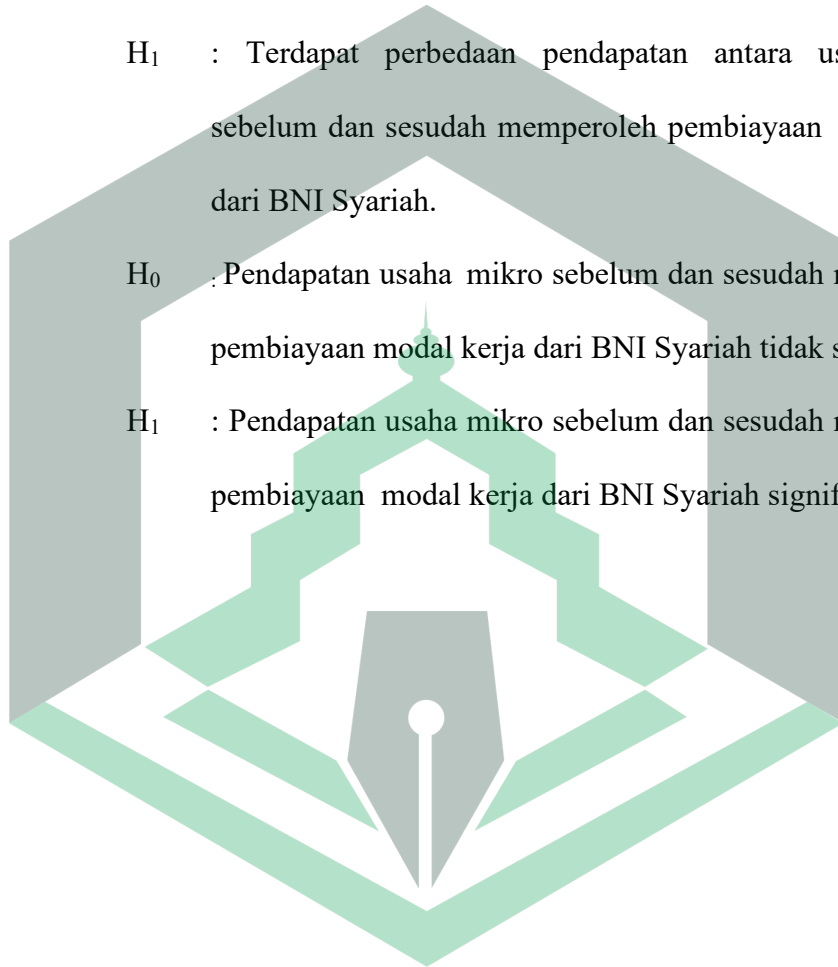 H₁ : Terdapat perbedaan pendapatan antara
sebelum dan sesudah memperoleh pembiayaan
dari BNI Syariah.
H₀ : Pendapatan usaha mikro sebelum dan sesudah
pembiayaan modal kerja dari BNI Syariah tidak
H₁ : Pendapatan usaha mikro sebelum dan sesudah
pembiayaan modal kerja dari BNI Syariah